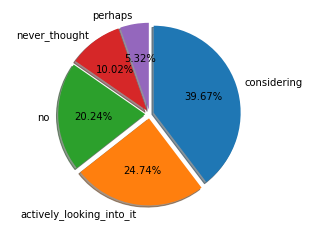 perhaps
never_thought
5.32%
10.02%
considering
39.67%
no
20.24%
24.74%
actively_looking_into_it